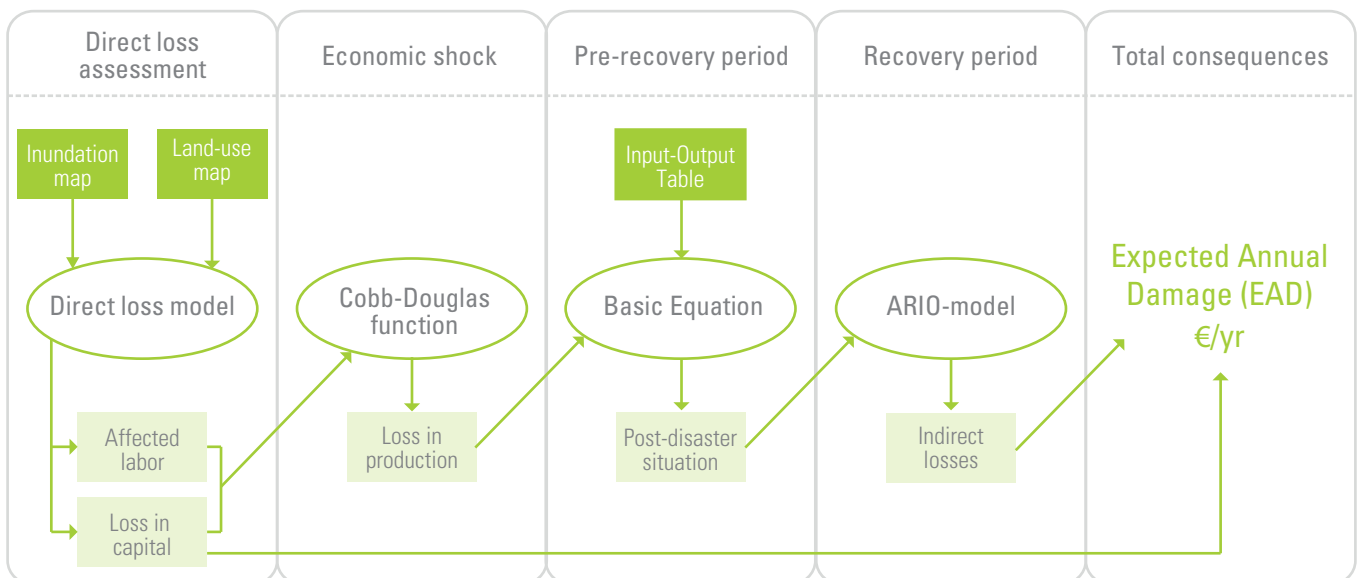 Direct loss
assessment
Economic shock
Pre-recovery period
Recovery period
Total consequences
Inundation
map
Land-use
map
Input-Output
Table
Direct loss model
Cobb-Douglas
function
Basic Equation
ARIO-model
Expected Annual
Damage (EAD)
€/yr
Affected
labor
Loss in
capital
Loss in
production
Post-disaster
situation
Indirect
losses